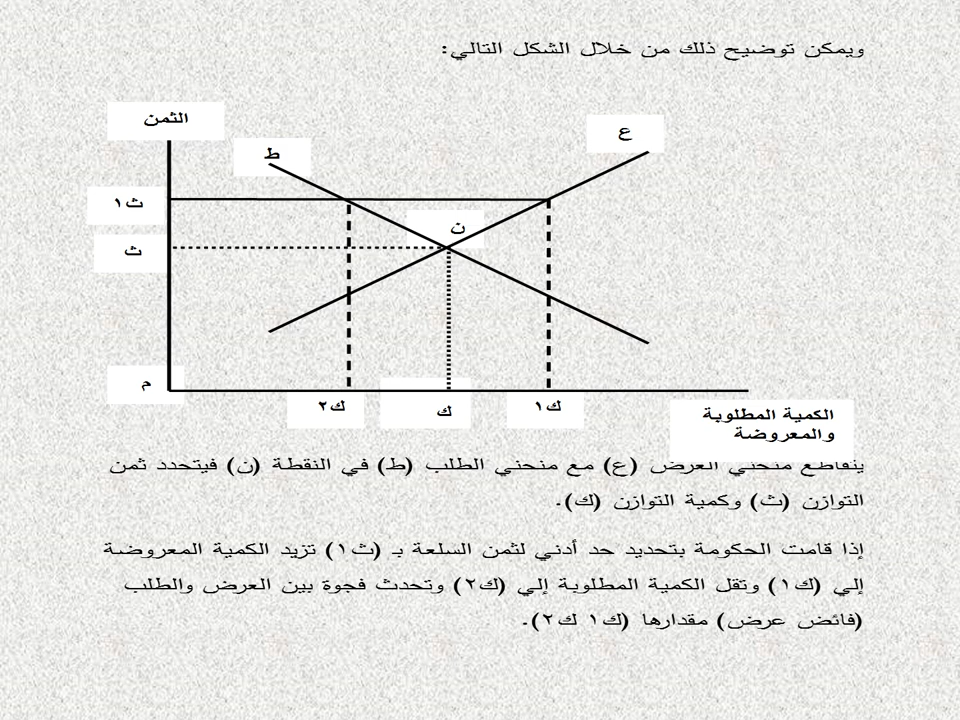 ويمكن توضيح ذلك من خلال الشكل التالي:
الثمن
ع
ط
ث١
ن
ث
م
ك٢
ك
ك١
الكمية المطلوبة
والمعروضة
يتقاطع منحني العرض (ع) مع منحني الطلب (ط) في النقطة (ن) فيتحدد ثمن
التوازن (ث) وكمية التوازن (ك).
إذا قامت الحكومة بتحديد حد أدني لثمن السلعة بـ (ث١) تزيد الكمية المعروضة
إلي (ك١) وتقل الكمية المطلوبة إلي (ك٢) وتحدث فجوة بين العرض والطلب
(فائض عرض) مقدارها (ك١ ك٢).